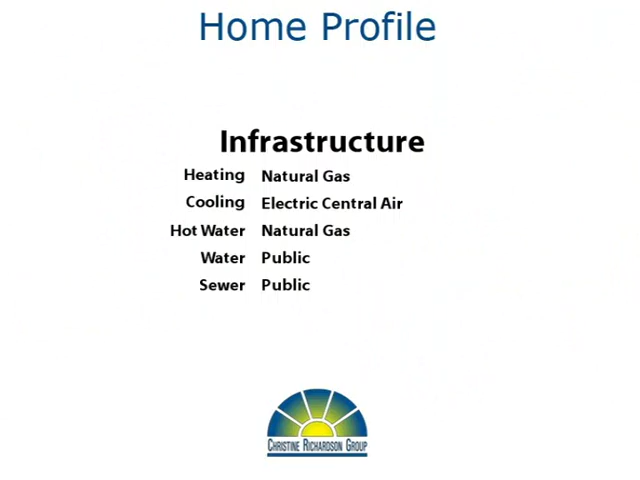 Home Profile
Infrastructure
Heating Natural Gas
Cooling Electric Central Air
Hot Water Natural Gas
Water Public
Sewer Public
Christine Richardson Group